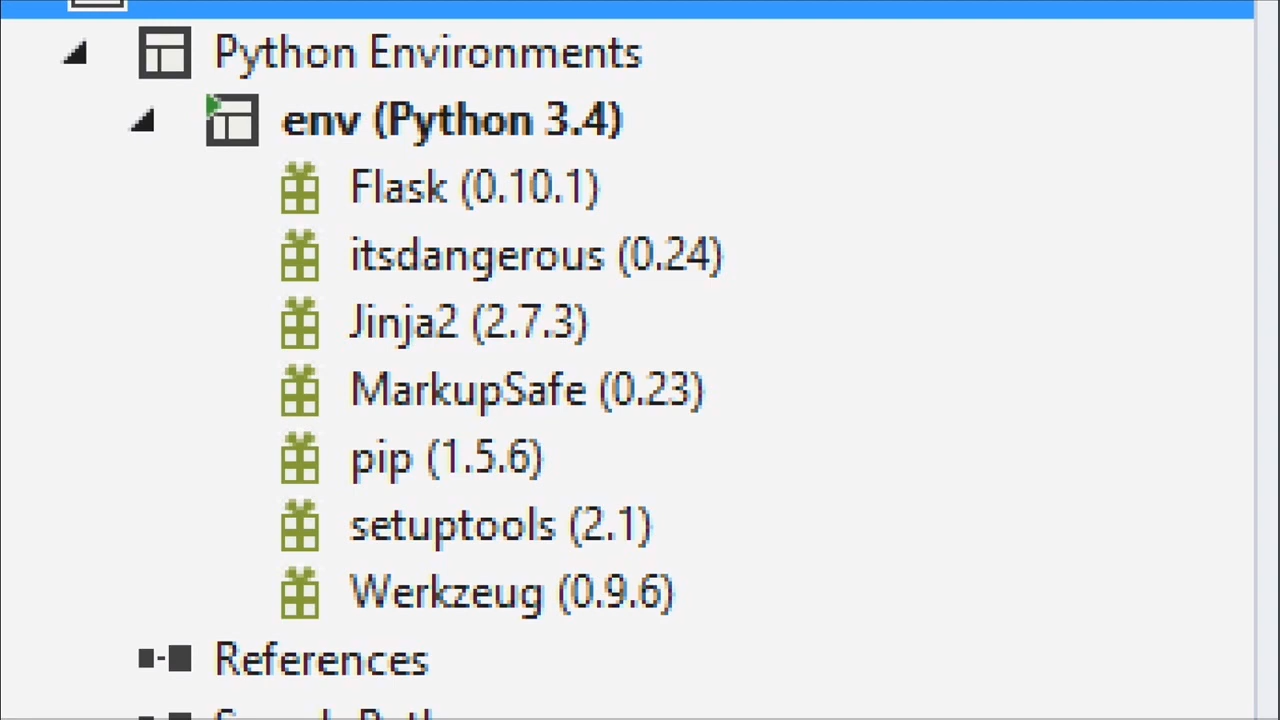 Python Environments
env (Python 3.4)
Flask (0.10.1)
itsdangerous (0.24)
Jinja2 (2.7.3)
MarkupSafe (0.23)
pip (1.5.6)
setuptools (2.1)
Werkzeug (0.9.6)
References